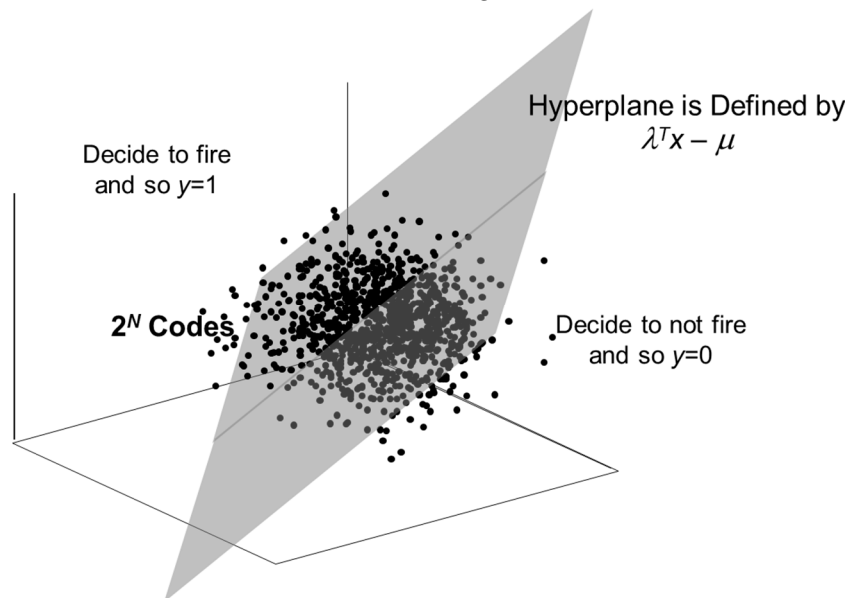 Hyperplane is Defined by
λᵀx – μ
Decide to fire
and so y=1
2ᴺ Codes
Decide to not fire
and so y=0